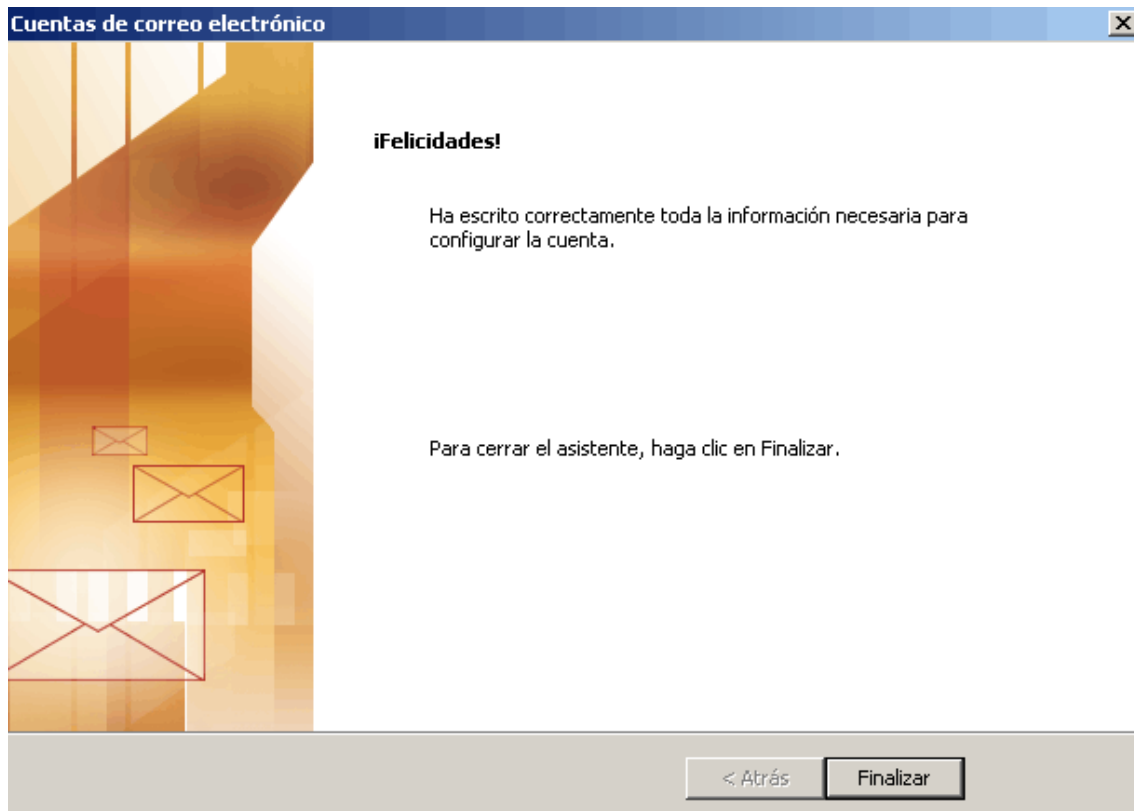 Cuentas de correo electrónico
¡Felicidades!
Ha escrito correctamente toda la información necesaria para
configurar la cuenta.
Para cerrar el asistente, haga clic en Finalizar.
< Atrás
Finalizar